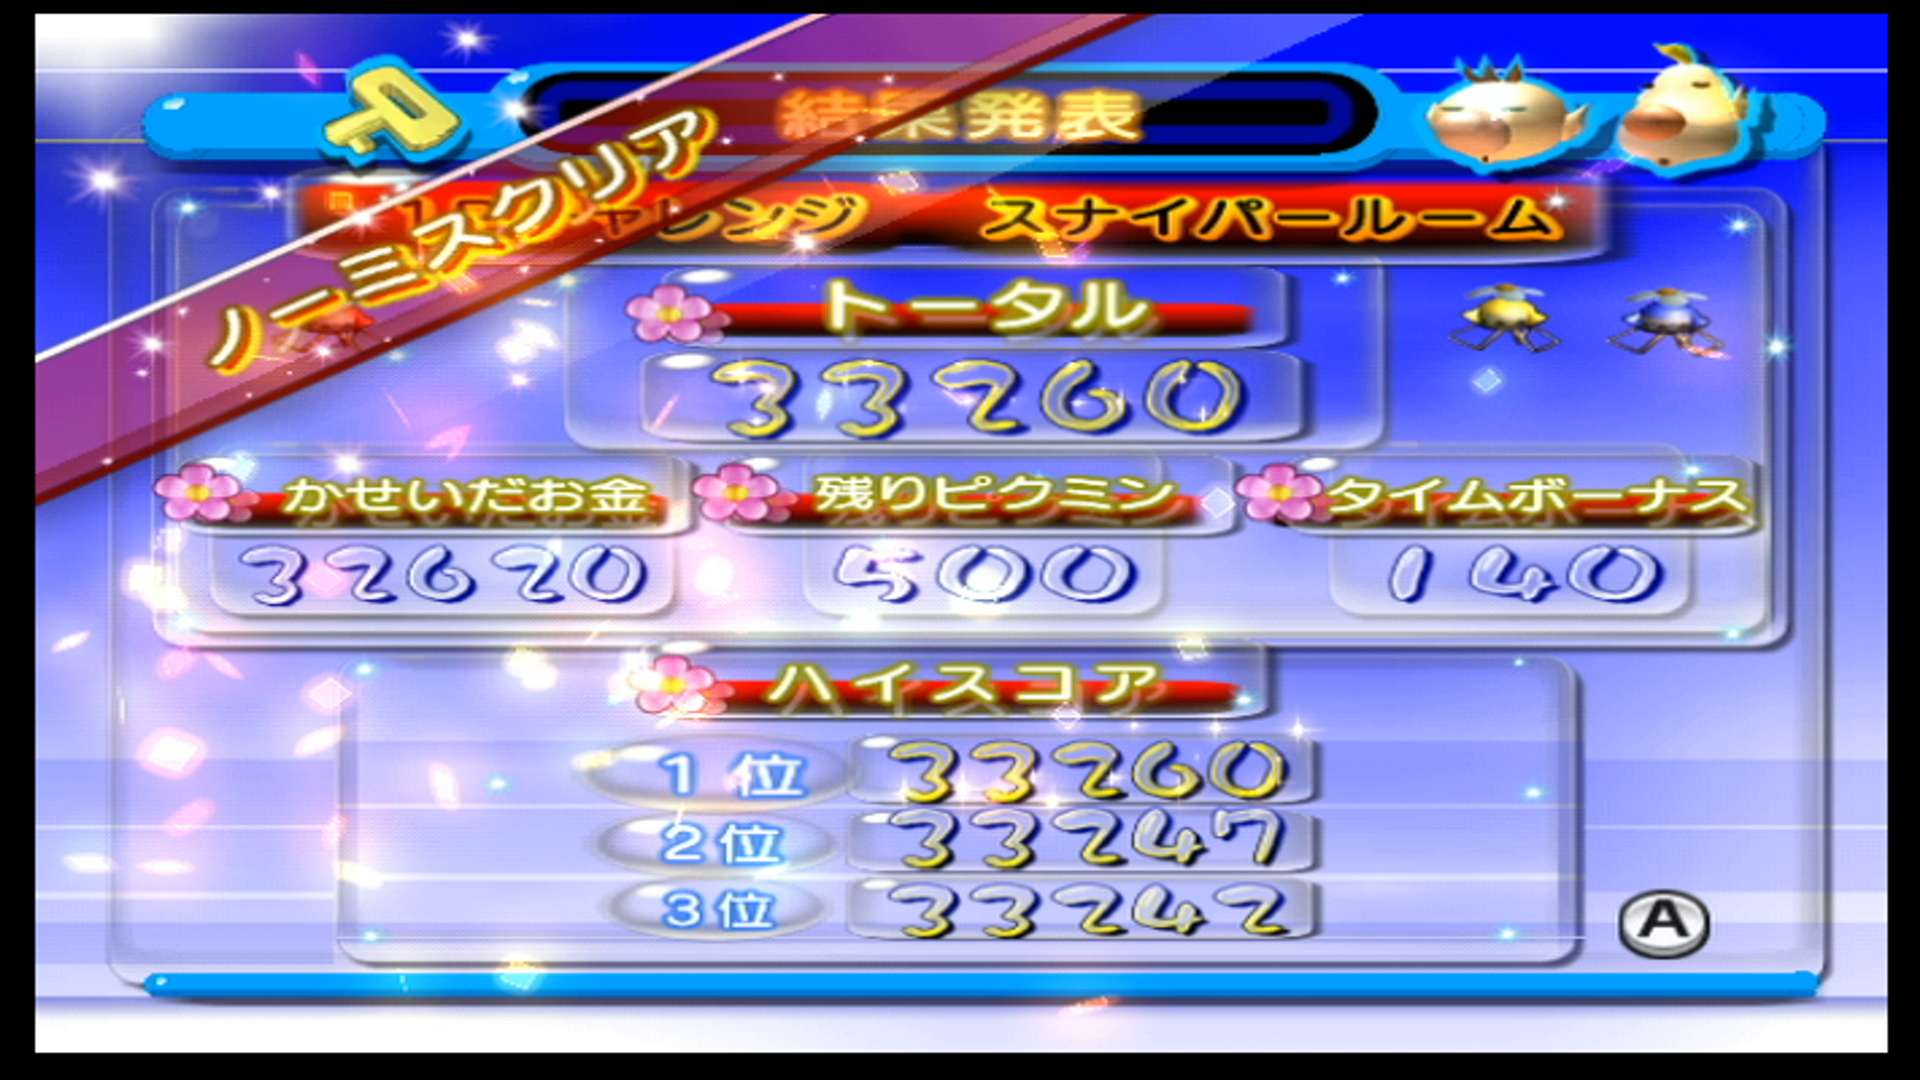 結果発表
ノーミスクリア
チャレンジ スナイパールーム
トータル
33260
かせいだお金 残りピクミン タイムボーナス
32620 500 140
ハイスコア
1位 33260
2位 33247
3位 33242
A